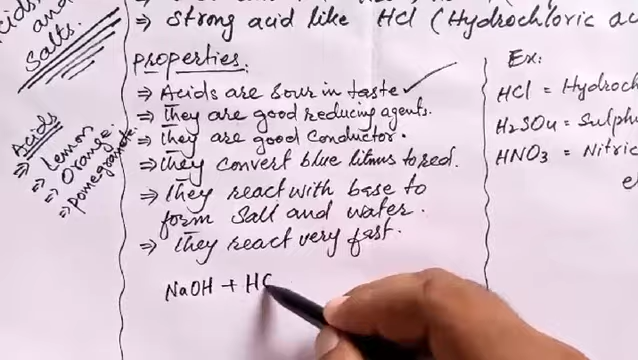 and
Salts.
⇒ Strong acid like HCl (Hydrochloric ac
Properties.
⇒ Acids are sour in taste ✓
⇒ They are good reducing agents.
⇒ They are good conductor.
⇒ They convert blue litmus to red.
⇒ They react with base to
form salt and water.
⇒ They react very fast.
NaOH + HC
Acids
⇒ Lemon
⇒ Orange.
⇒ Pomegranate.
Ex:
HCl = Hydroch
H2SO4 = Sulph
HNO3 = Nitric
e